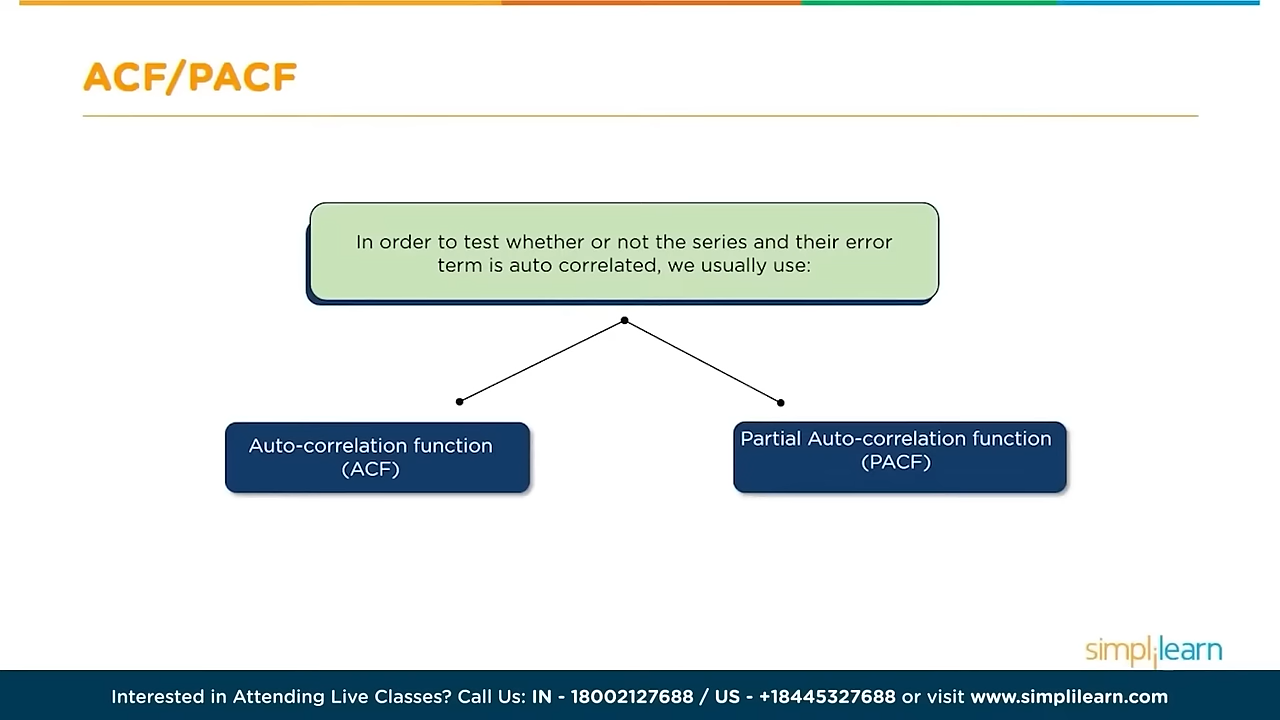 ACF/PACF
In order to test whether or not the series and their error
term is auto correlated, we usually use:
Auto-correlation function
(ACF)
Partial Auto-correlation function
(PACF)
simplilearn
Interested in Attending Live Classes? Call Us: IN - 18002127688 / US - +18445327688 or visit www.simplilearn.com